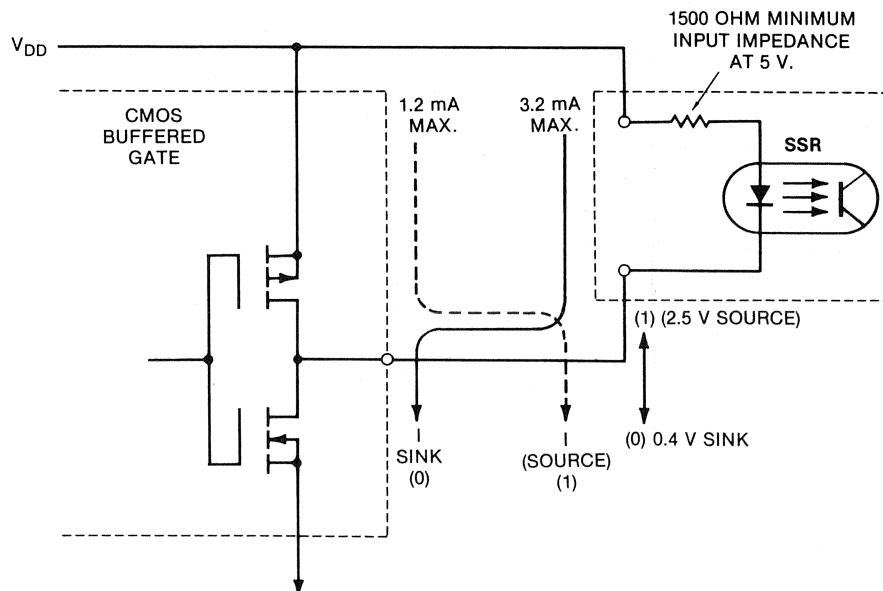 1500 OHM MINIMUM
INPUT IMPEDANCE
AT 5 V.
VDD
CMOS
BUFFERED
GATE
1.2 mA
MAX.
3.2 mA
MAX.
SSR
(1) (2.5 V SOURCE)
(0) 0.4 V SINK
I
SINK
(0)
I
(SOURCE)
(1)